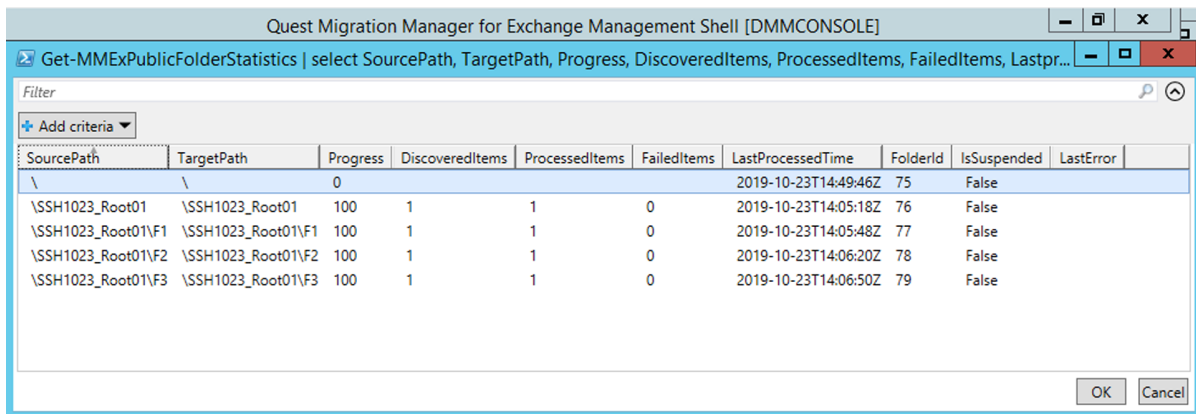 Quest Migration Manager for Exchange Management Shell [DMMCONSOLE]
Get-MMExPublicFolderStatistics | select SourcePath, TargetPath, Progress, DiscoveredItems, ProcessedItems, FailedItems, Lastpr...
Filter
Add criteria
SourcePath TargetPath Progress DiscoveredItems ProcessedItems FailedItems LastProcessedTime FolderId IsSuspended LastError
\ \ 0 2019-10-23T14:49:46Z 75 False
\SSH1023_Root01 \SSH1023_Root01 100 1 1 0 2019-10-23T14:05:18Z 76 False
\SSH1023_Root01\F1 \SSH1023_Root01\F1 100 1 1 0 2019-10-23T14:05:48Z 77 False
\SSH1023_Root01\F2 \SSH1023_Root01\F2 100 1 1 0 2019-10-23T14:06:20Z 78 False
\SSH1023_Root01\F3 \SSH1023_Root01\F3 100 1 1 0 2019-10-23T14:06:50Z 79 False
OK Cancel